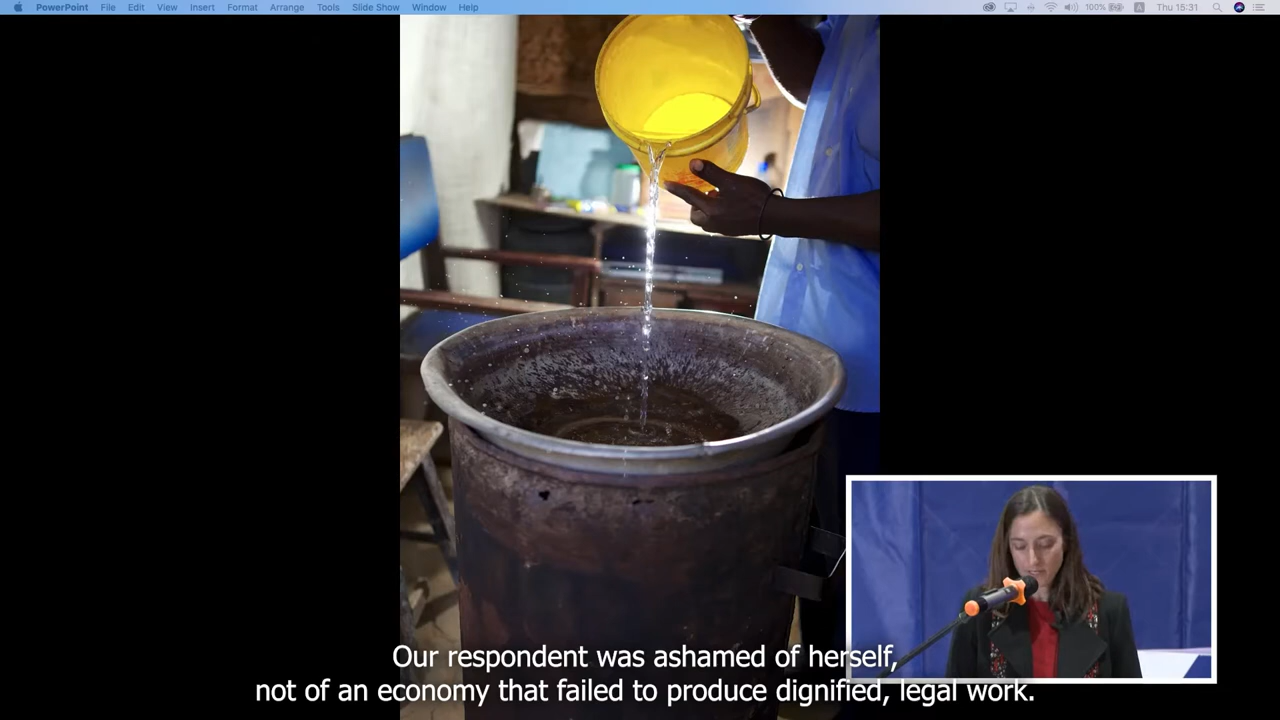 PowerPoint File Edit View Insert Format Arrange Tools Slide Show Window Help 100% A Thu 15:31
Our respondent was ashamed of herself,
not of an economy that failed to produce dignified, legal work.